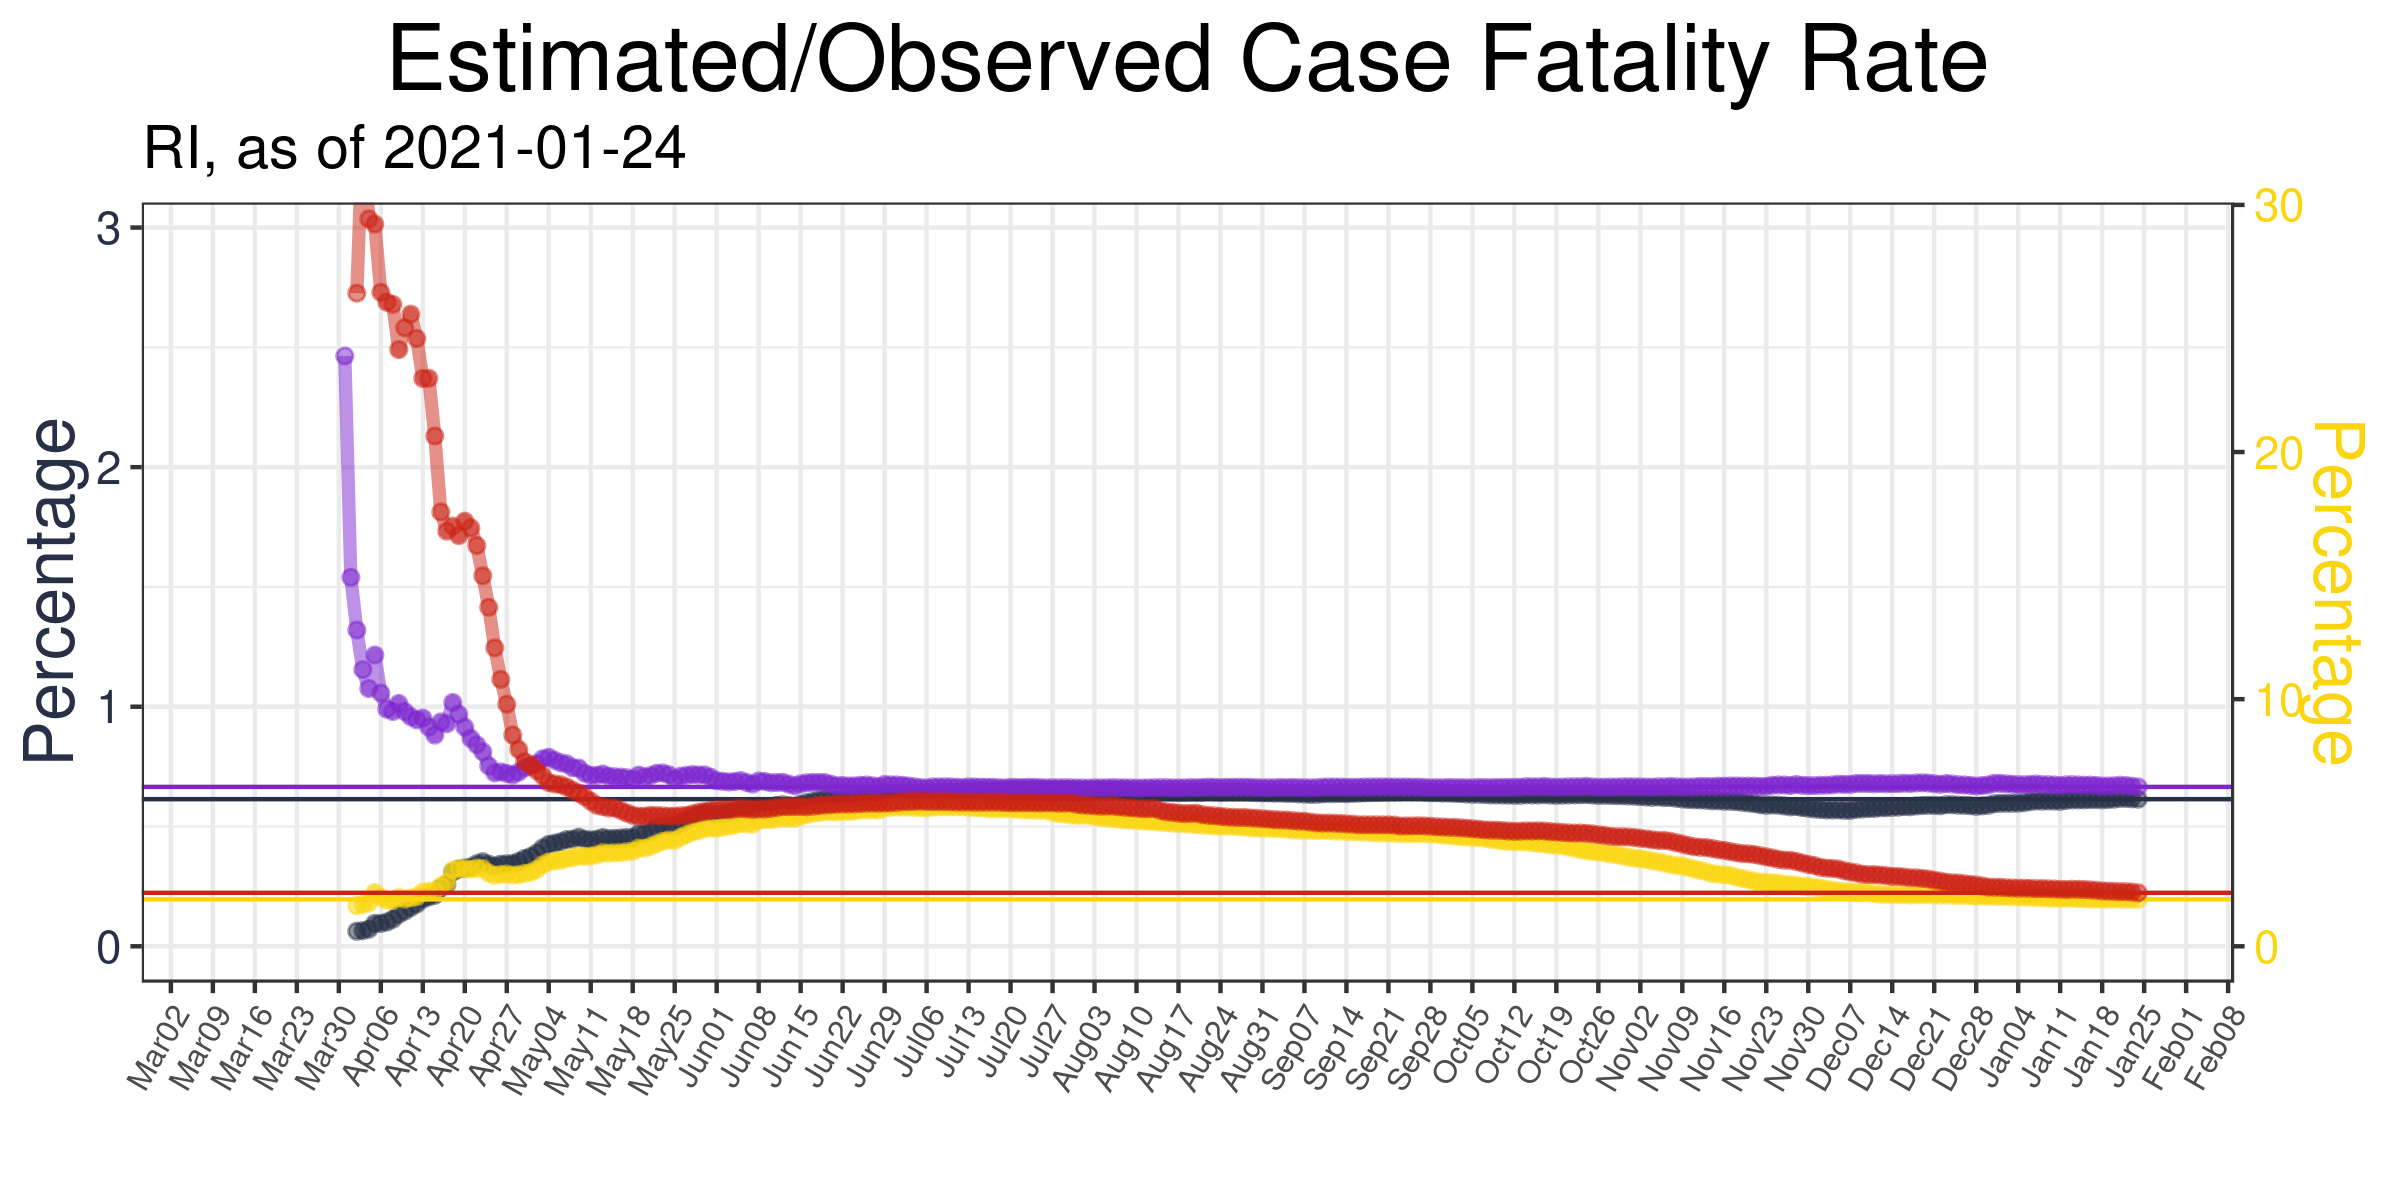 Estimated/Observed Case Fatality Rate
RI, as of 2021-01-24
Percentage
3
2
1
0
30
20
10
0
Percentage
Mar02
Mar09
Mar16
Mar23
Mar30
Apr06
Apr13
Apr20
Apr27
May04
May11
May18
May25
Jun01
Jun08
Jun15
Jun22
Jun29
Jul06
Jul13
Jul20
Jul27
Aug03
Aug10
Aug17
Aug24
Aug31
Sep07
Sep14
Sep21
Sep28
Oct05
Oct12
Oct19
Oct26
Nov02
Nov09
Nov16
Nov23
Nov30
Dec07
Dec14
Dec21
Dec28
Jan04
Jan11
Jan18
Jan25
Feb01
Feb08